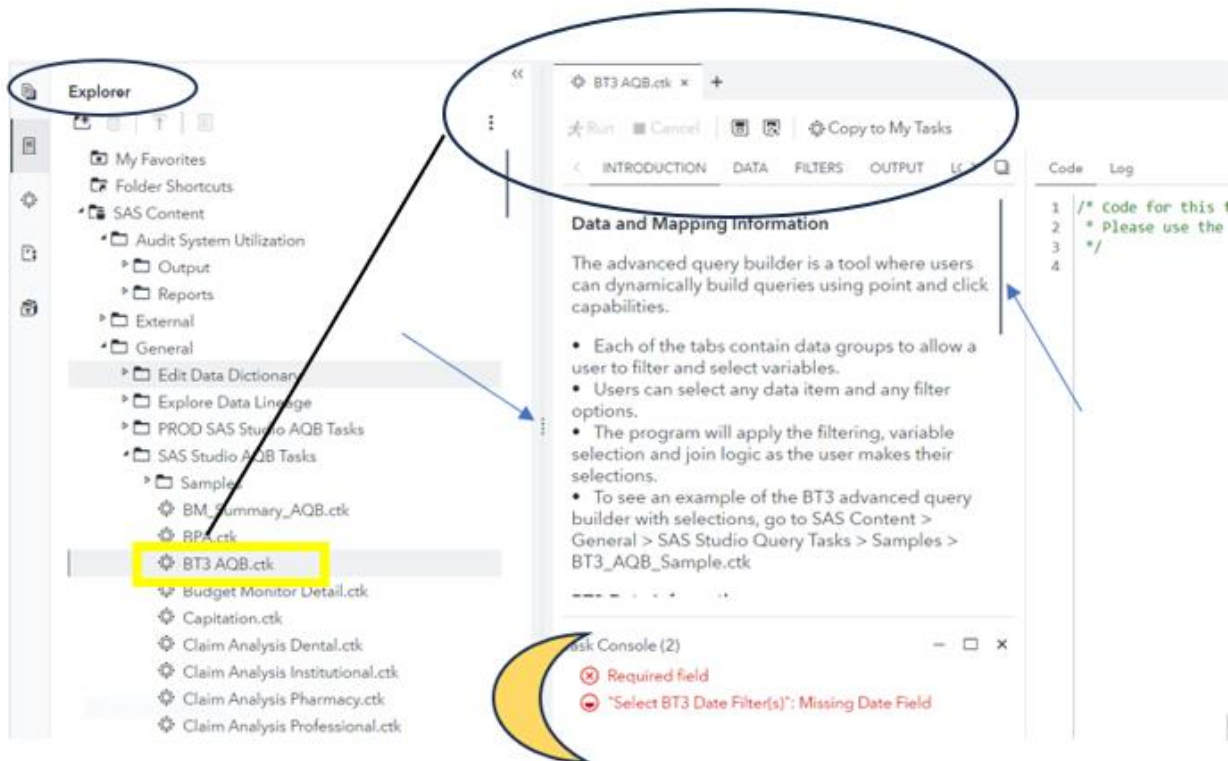 Explorer
My Favorites
Folder Shortcuts
SAS Content
Audit System Utilization
Output
Reports
External
General
Edit Data Dictionary
Explore Data Lineage
PROD SAS Studio AQB Tasks
SAS Studio AQB Tasks
Samples
BM_Summary_AQB.ctk
BPA.ctk
BT3 AQB.ctk
Budget Monitor Detail.ctk
Capitation.ctk
Claim Analysis Dental.ctk
Claim Analysis Institutional.ctk
Claim Analysis Pharmacy.ctk
Claim Analysis Professional.ctk
BT3 AQB.ctk × +
Run Cancel Copy to My Tasks
INTRODUCTION DATA FILTERS OUTPUT
Data and Mapping Information
The advanced query builder is a tool where users
can dynamically build queries using point and click
capabilities.
• Each of the tabs contain data groups to allow a
user to filter and select variables.
• Users can select any data item and any filter
options.
• The program will apply the filtering, variable
selection and join logic as the user makes their
selections.
• To see an example of the BT3 advanced query
builder with selections, go to SAS Content >
General > SAS Studio Query Tasks > Samples >
BT3_AQB_Sample.ctk
ask Console (2)
Required field
"Select BT3 Date Filter(s)": Missing Date Field
Code Log
1 /* Code for this t
2 * Please use the
3 */
4